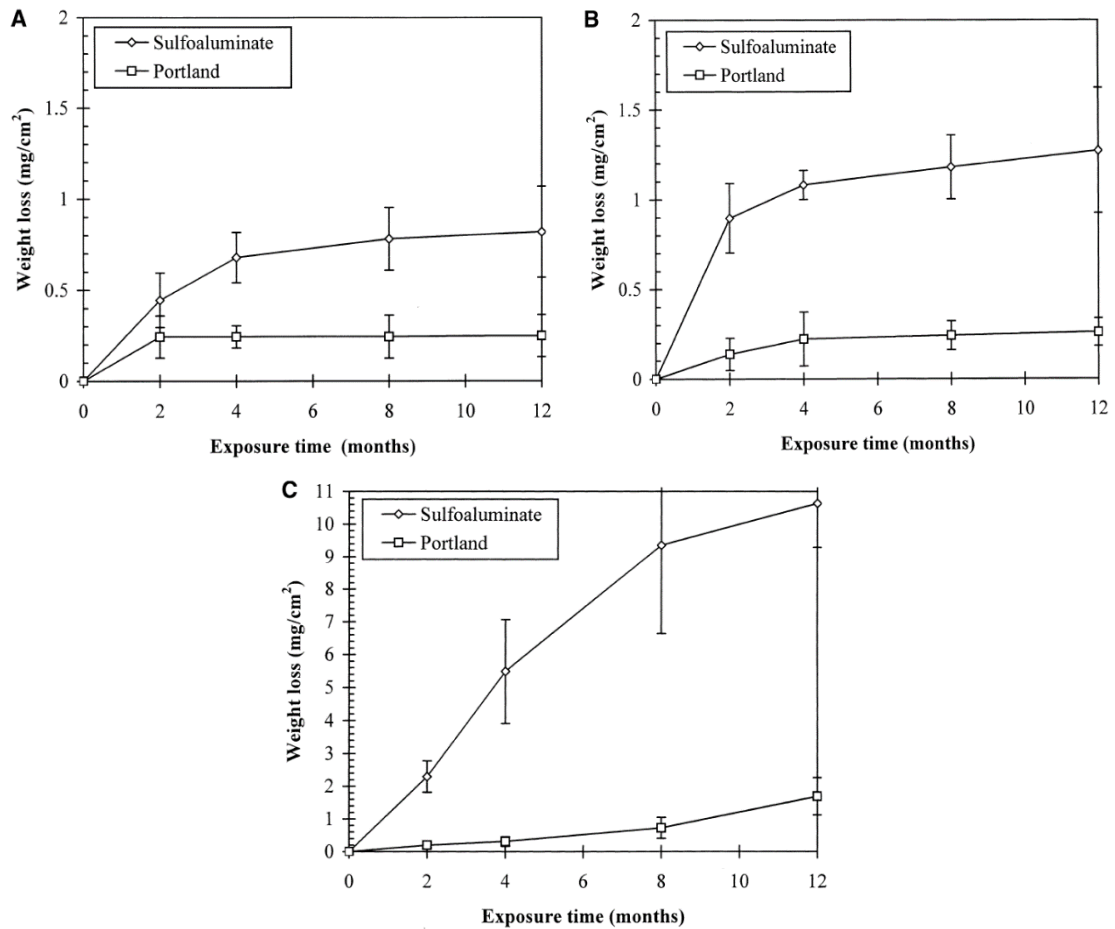 A
Sulfoaluminate
Portland
Weight loss (mg/cm²)
2
1.5
1
0.5
0
0 2 4 6 8 10 12
Exposure time (months)
B
Sulfoaluminate
Portland
Weight loss (mg/cm²)
2
1.5
1
0.5
0
0 2 4 6 8 10 12
Exposure time (months)
C
Sulfoaluminate
Portland
Weight loss (mg/cm²)
11
10
9
8
7
6
5
4
3
2
1
0
0 2 4 6 8 10 12
Exposure time (months)